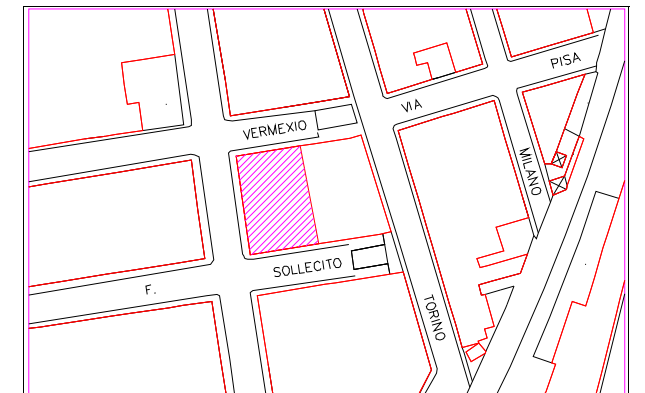 PISA
VIA
VERMEXIO
MILANO
SOLLECITO
F.
TORINO